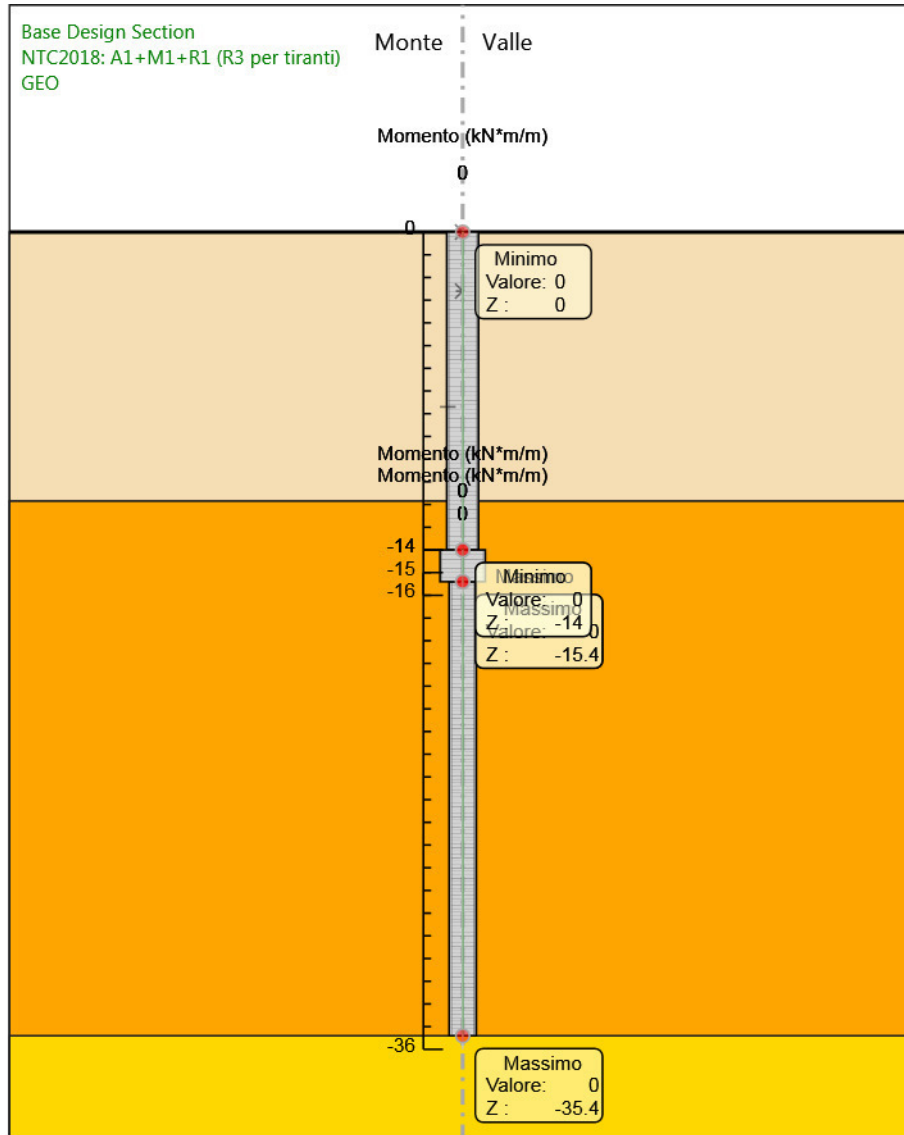 Base Design Section
NTC2018: A1+M1+R1 (R3 per tiranti)
GEO
Monte
Valle
Momento (kN*m/m)
0
0
Minimo
Valore: 0
Z : 0
Momento (kN*m/m)
Momento (kN*m/m)
0
0
-14
-15
-16
Minimo
Massimo
Valore: 0
Z : -14
Massimo
Valore: 0
Z : -15.4
-36
Massimo
Valore: 0
Z : -35.4